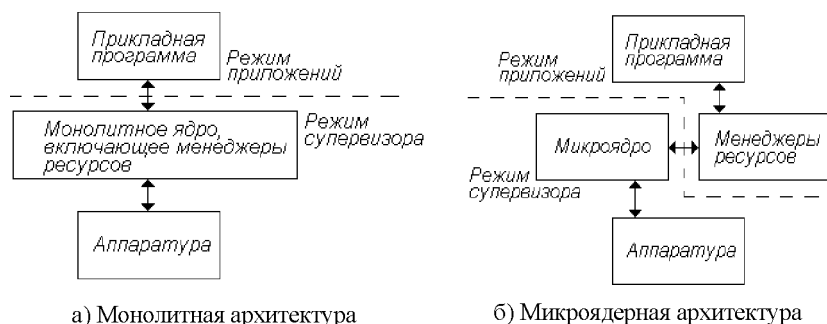 Прикладная
программа
Режим
приложений
Монолитное ядро,
включающее менеджеры
ресурсов
Режим
супервизора
Аппаратура
а) Монолитная архитектура
Режим
приложений
Прикладная
программа
Микроядро
Менеджеры
ресурсов
Режим
супервизора
Аппаратура
б) Микроядерная архитектура